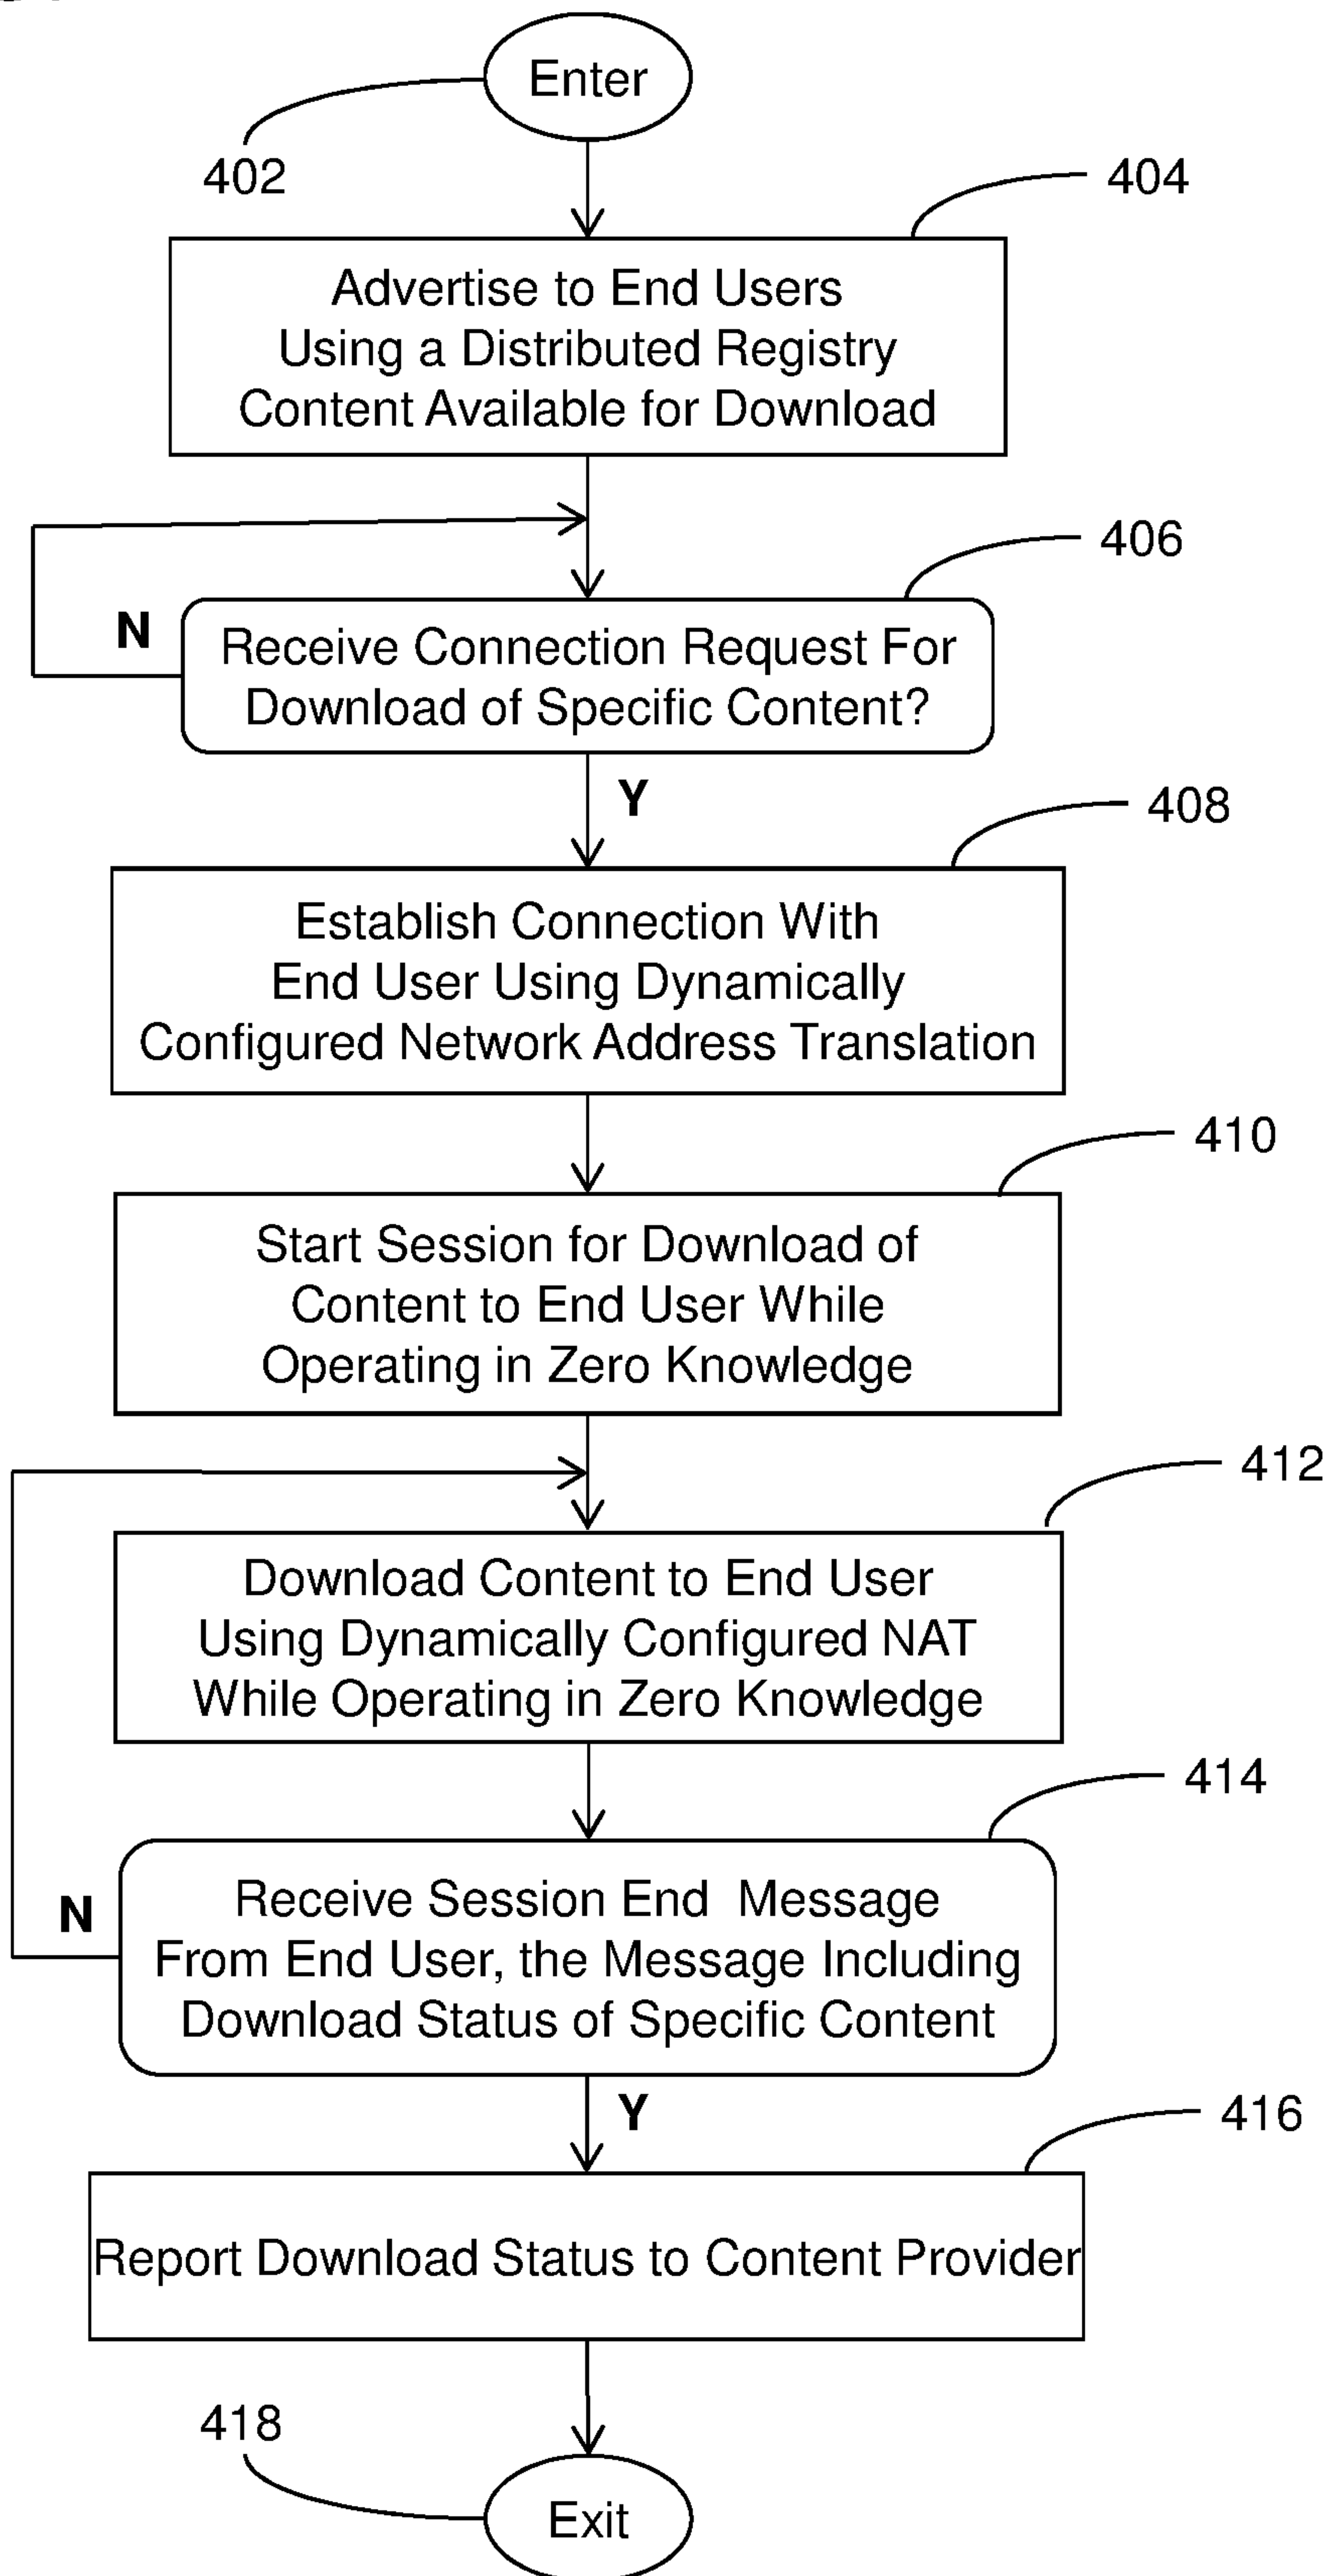 Enter
402
404
Advertise to End Users
Using a Distributed Registry
Content Available for Download
406
N
Receive Connection Request For
Download of Specific Content?
Y
408
Establish Connection With
End User Using Dynamically
Configured Network Address Translation
410
Start Session for Download of
Content to End User While
Operating in Zero Knowledge
412
Download Content to End User
Using Dynamically Configured NAT
While Operating in Zero Knowledge
414
N
Receive Session End Message
From End User, the Message Including
Download Status of Specific Content
Y
416
Report Download Status to Content Provider
418
Exit